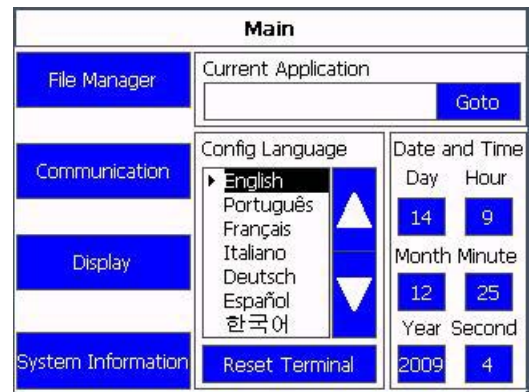 Main
File Manager
Current Application
Goto
Communication
Display
System Information
Config Language
English
Português
Français
Italiano
Deutsch
Español
한국어
Reset Terminal
Date and Time
Day Hour
14 9
Month Minute
12 25
Year Second
2009 4